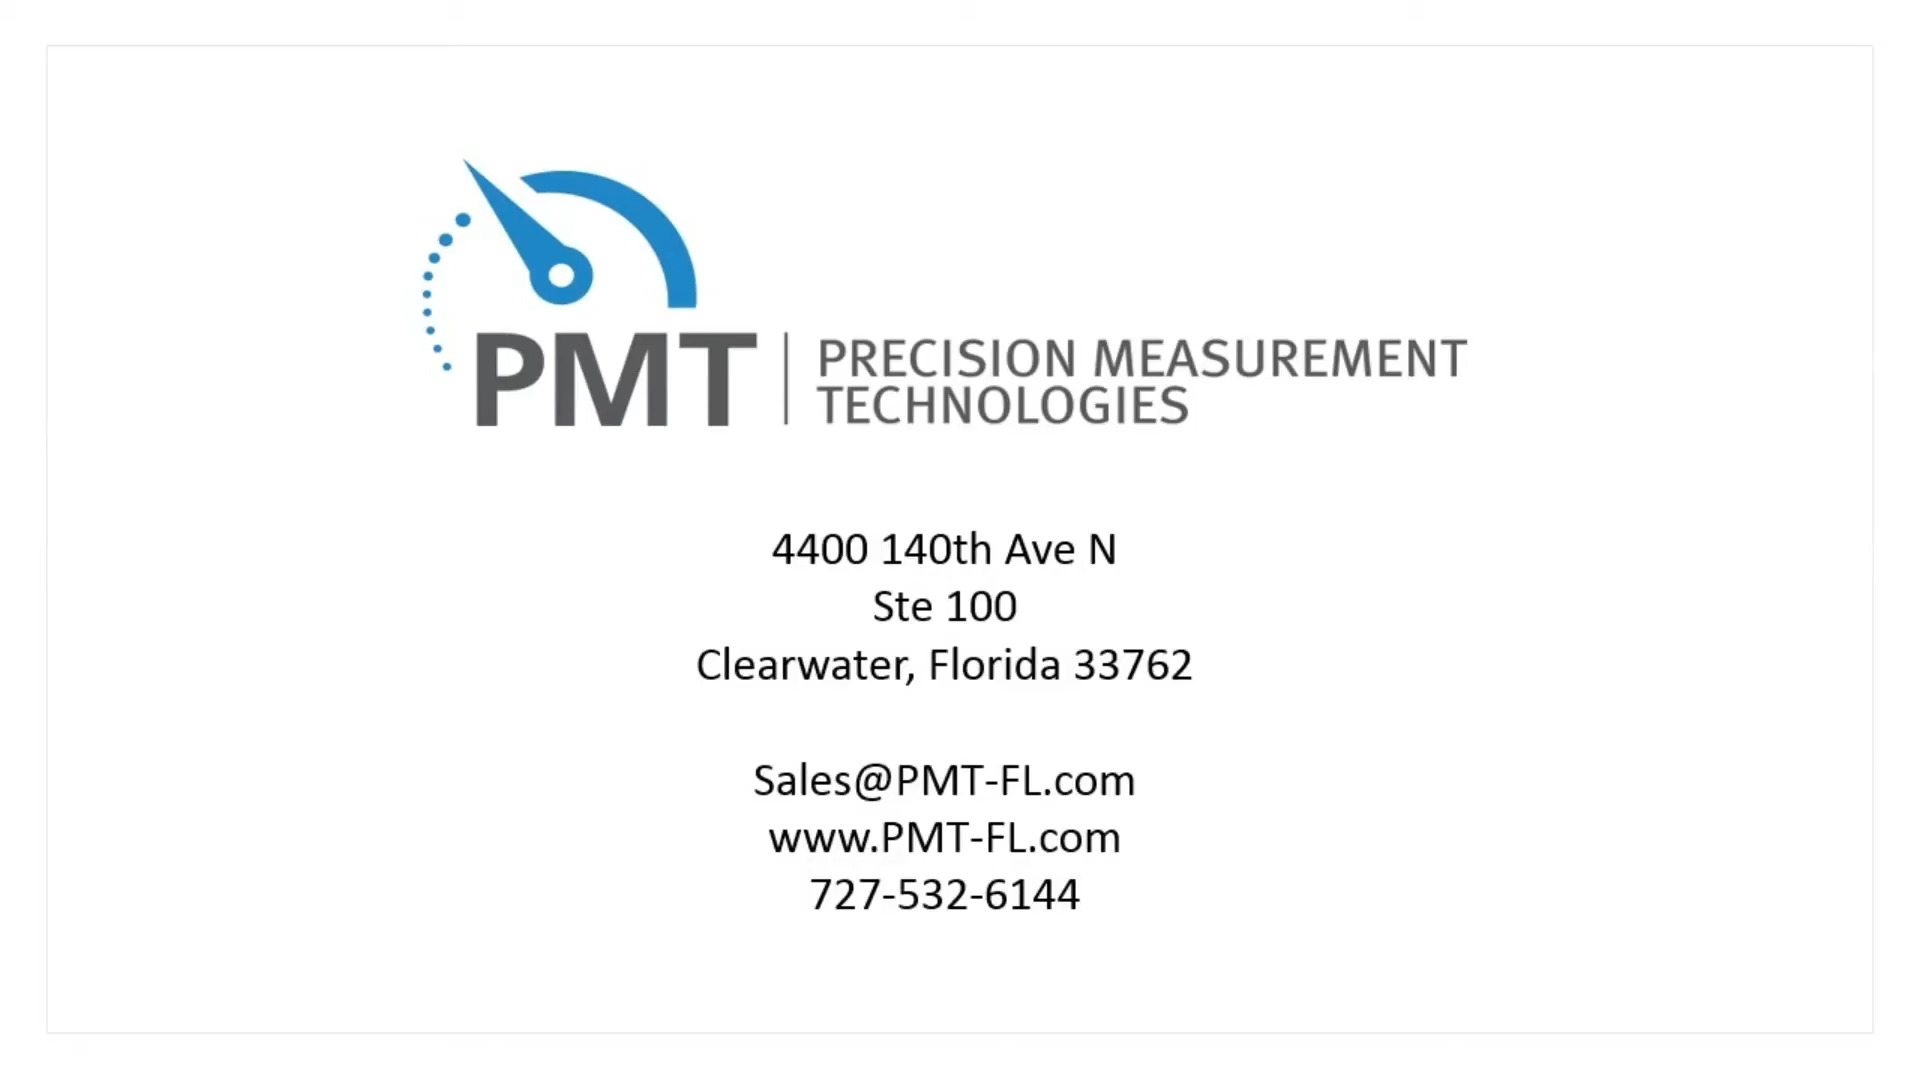 PMT
PRECISION MEASUREMENT
TECHNOLOGIES
4400 140th Ave N
Ste 100
Clearwater, Florida 33762
Sales@PMT-FL.com
www.PMT-FL.com
727-532-6144